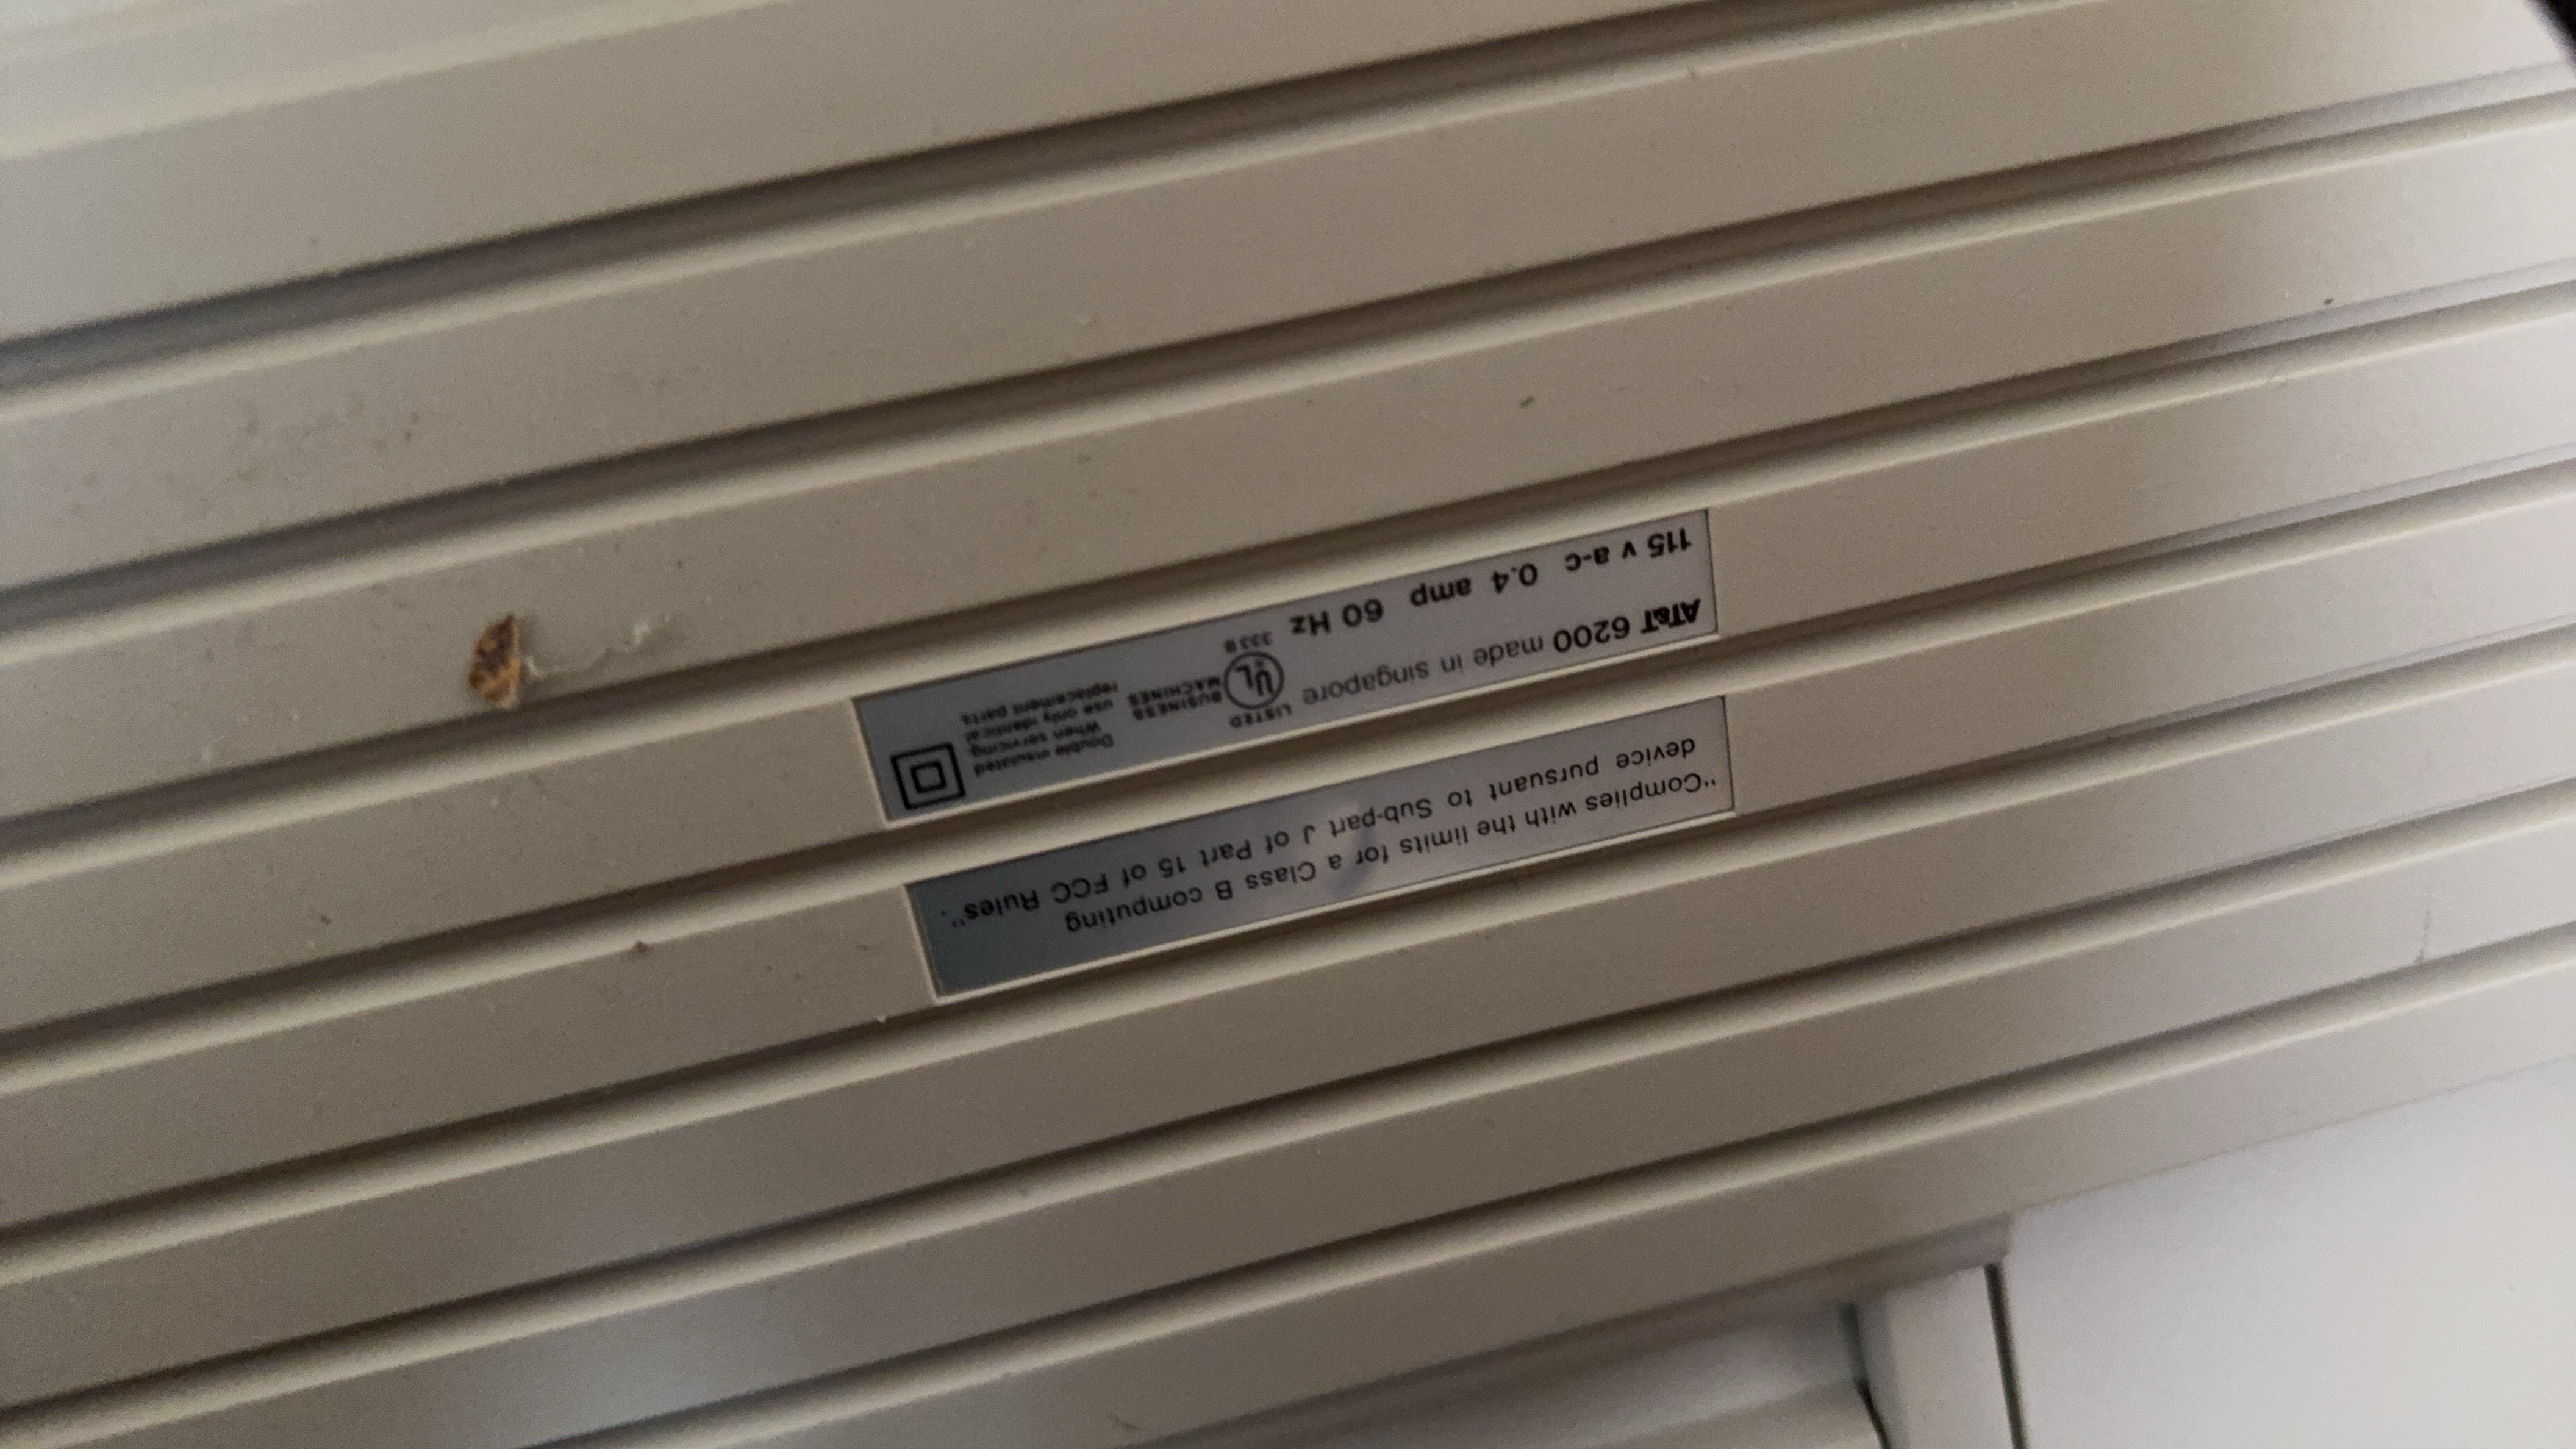 115 v a-c 0.4 amp 60 Hz
AT&T 6200 made in singapore
LISTED
UL
333B
BUSINESS
MACHINES
Double insulated
When servicing
use only identical
replacement parts
"Complies with the limits for a Class B computing
device pursuant to Sub-part J of Part 15 of FCC Rules".